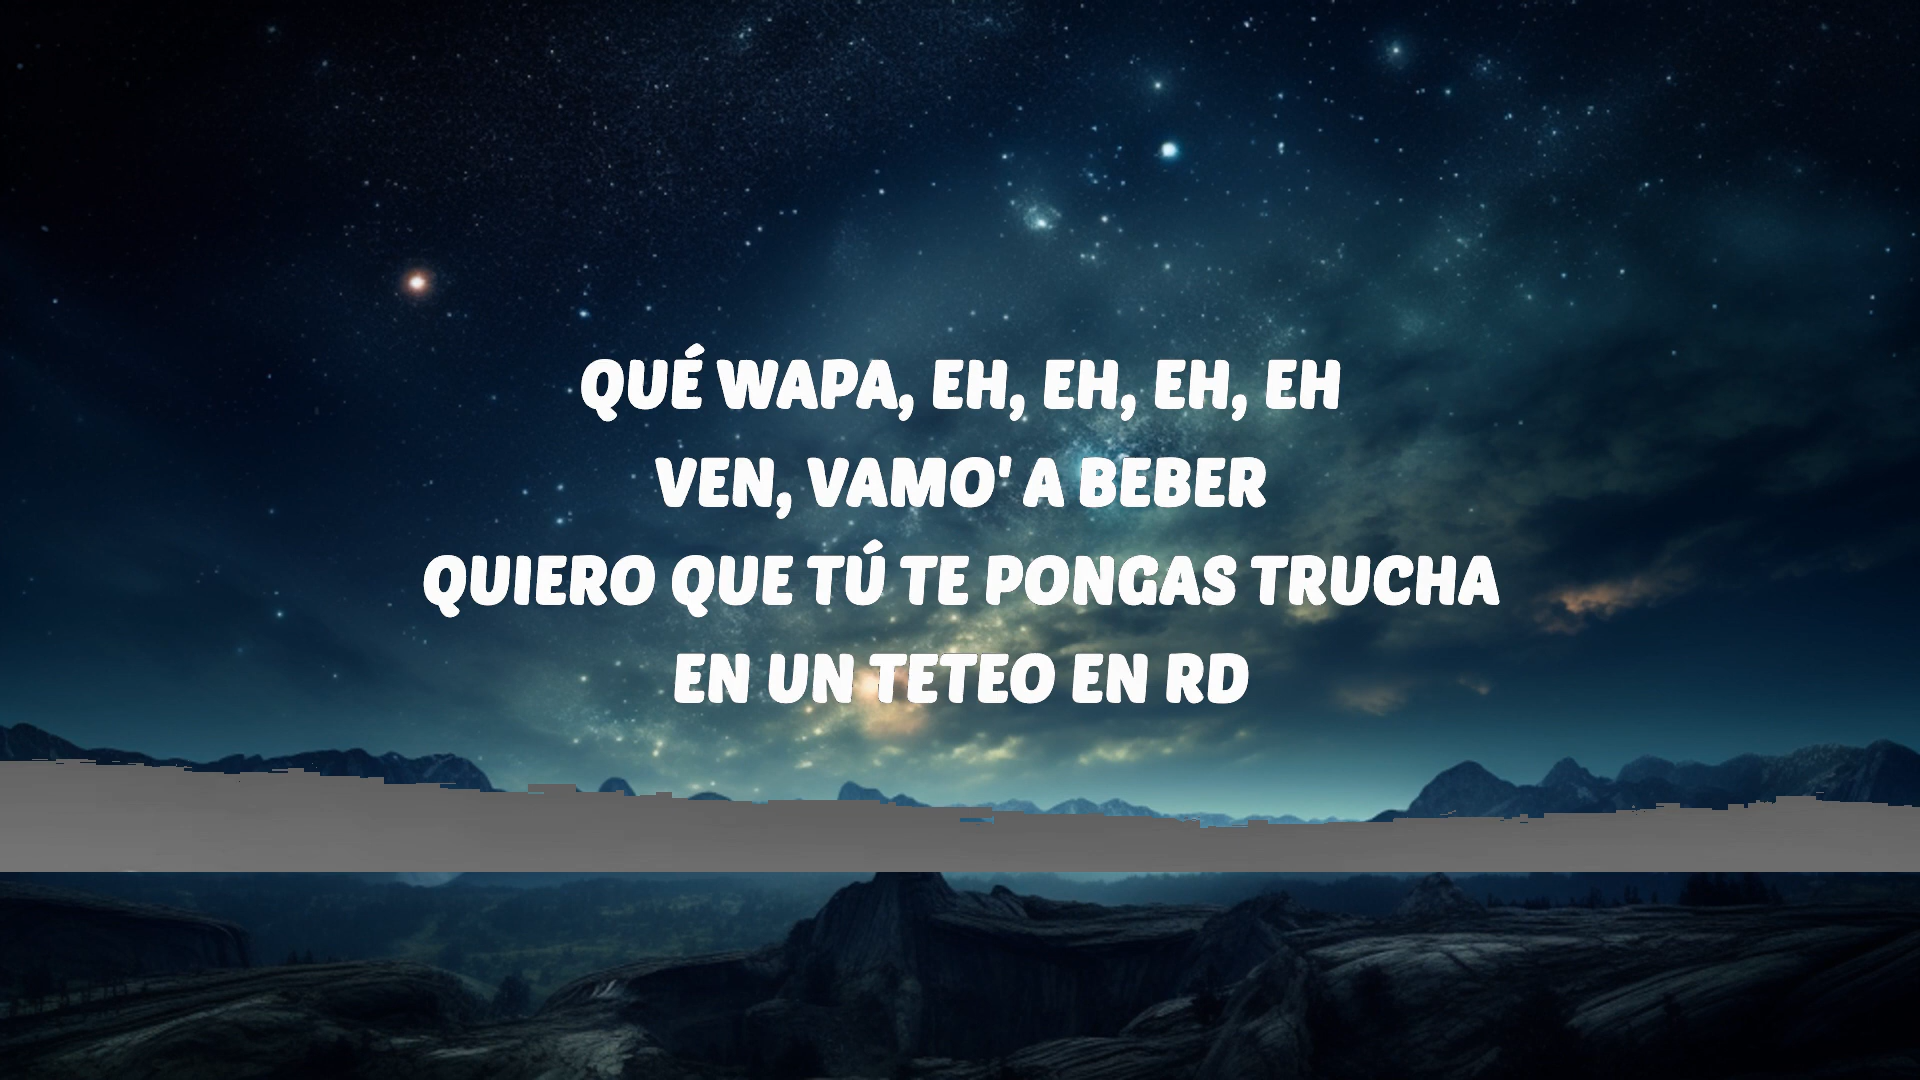 QUÉ WAPA, EH, EH, EH, EH
VEN, VAMO' A BEBER
QUIERO QUE TÚ TE PONGAS TRUCHA
EN UN TETEO EN RD